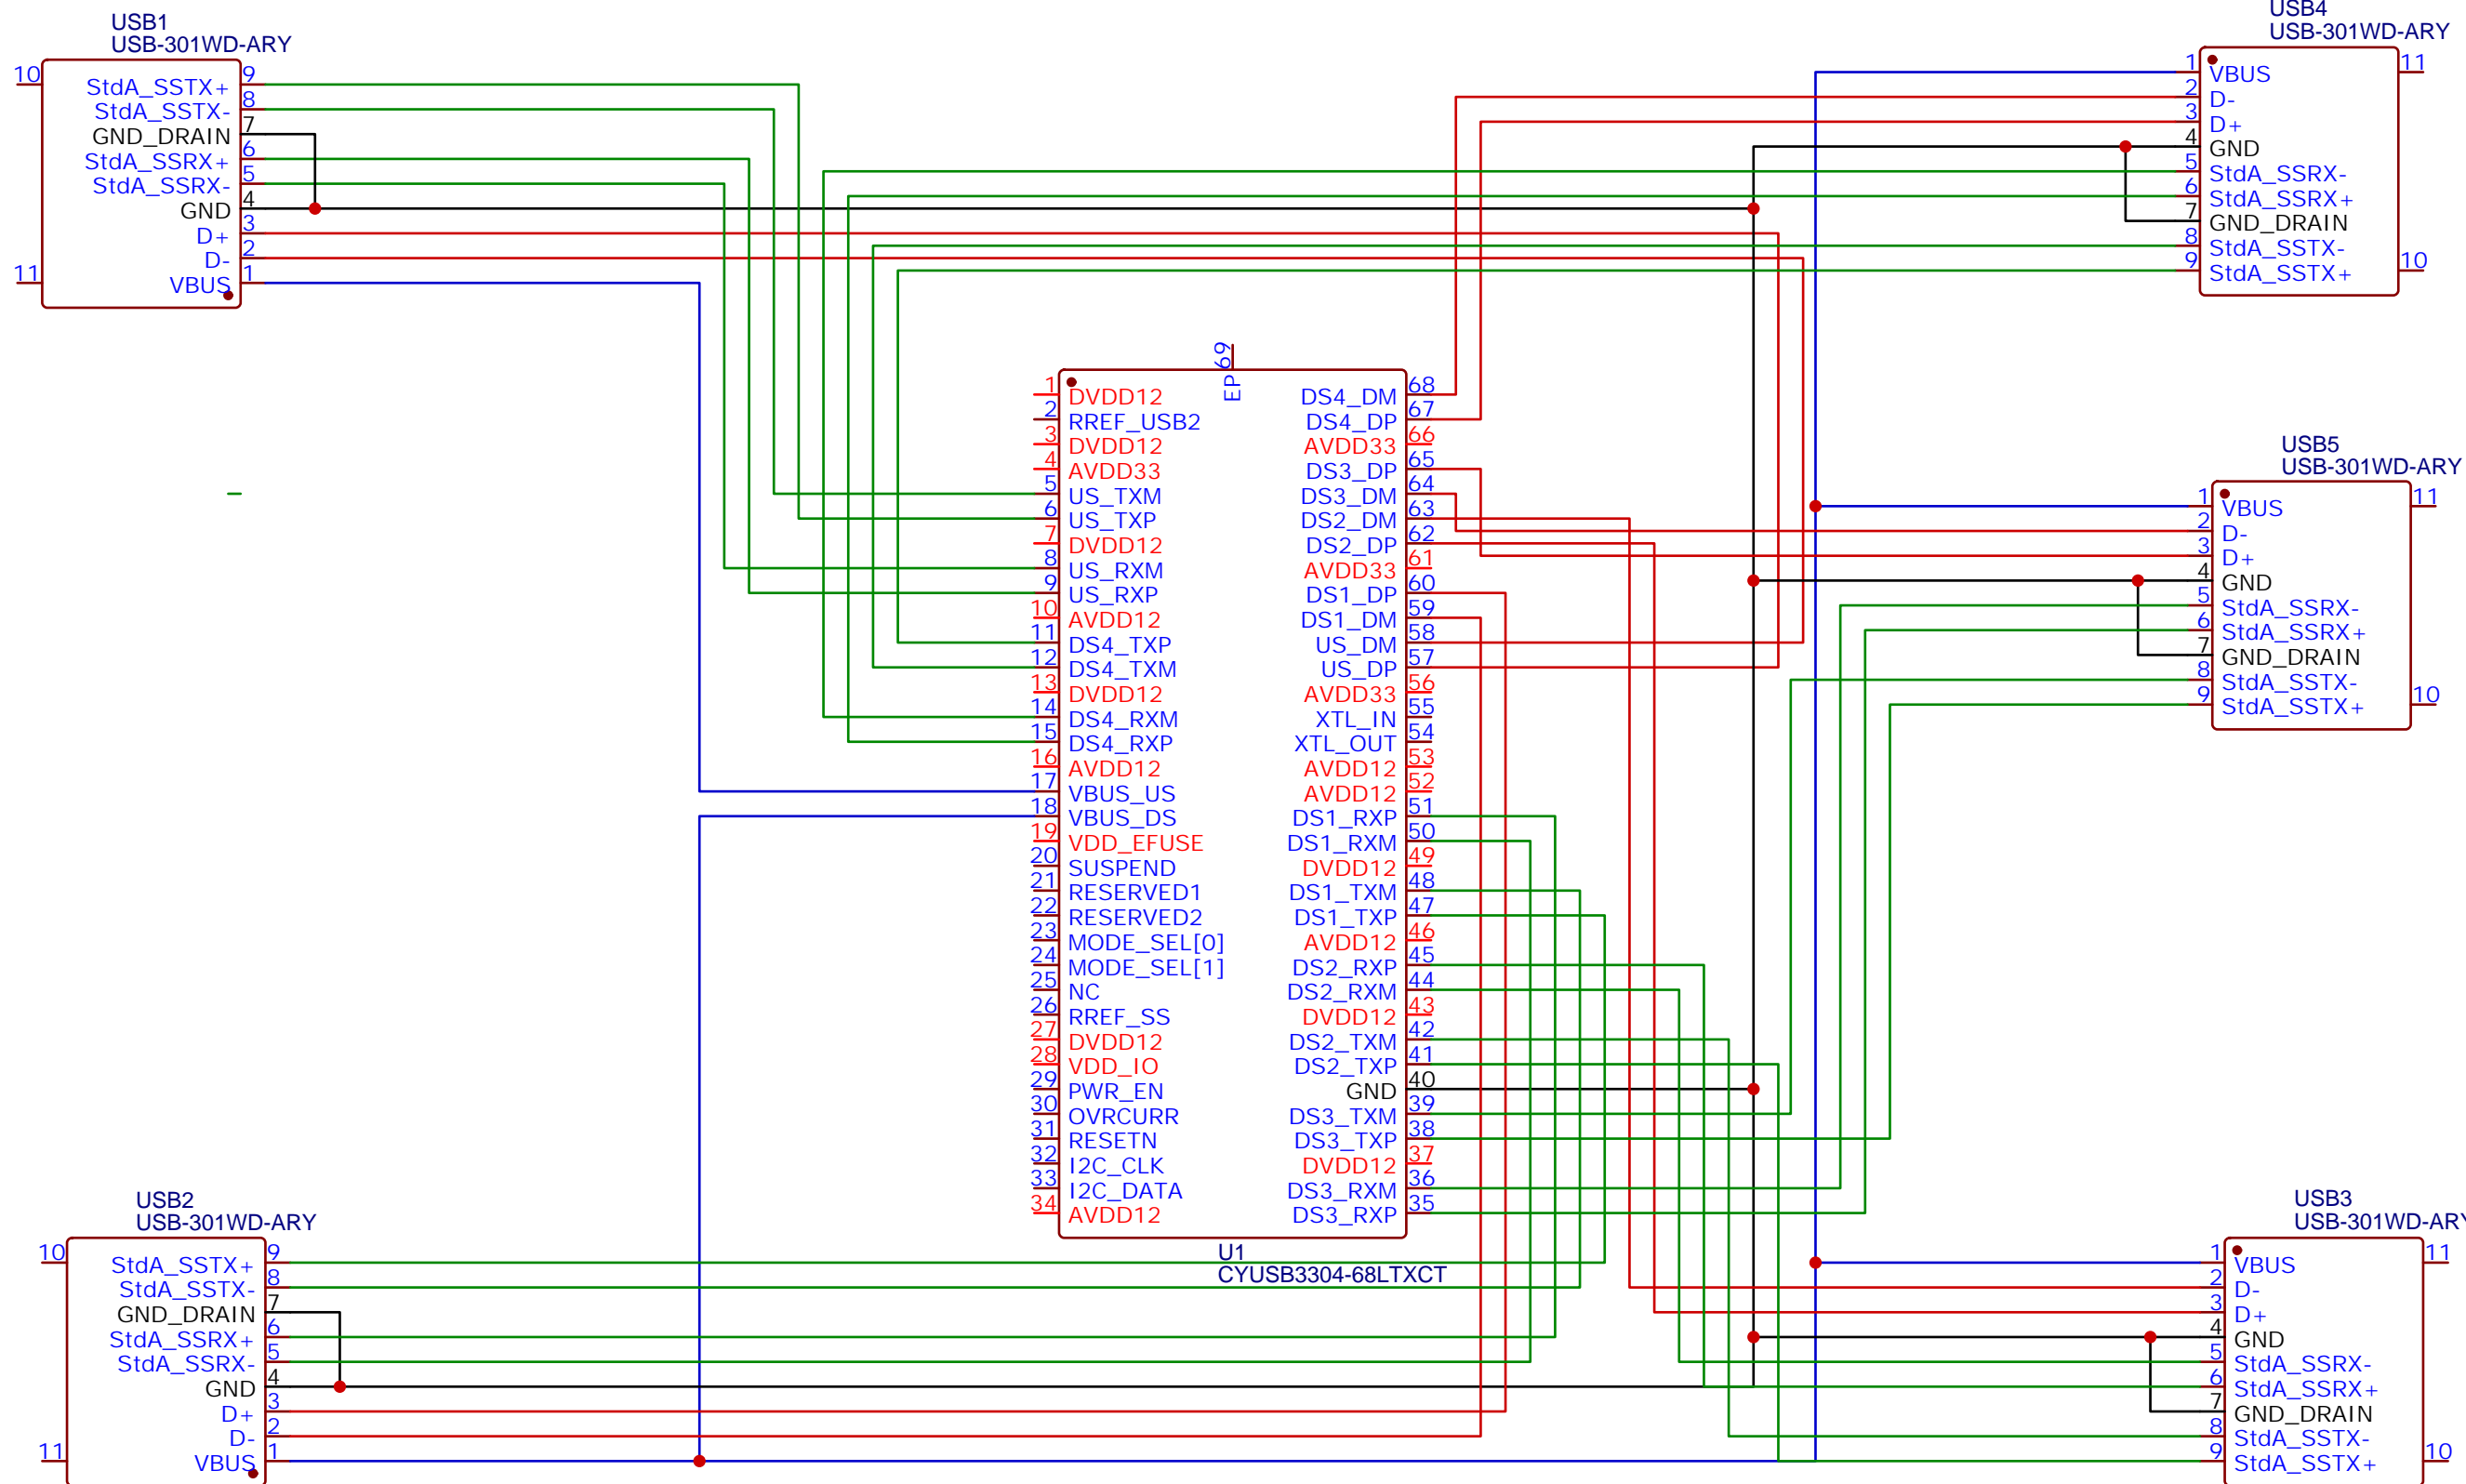 USB1
USB-301WD-ARY
10
StdA_SSTX+ 9
StdA_SSTX- 8
GND_DRAIN 7
StdA_SSRX+ 6
StdA_SSRX- 5
GND 4
D+ 3
D- 2
11
VBUS 1
USB4
USB-301WD-ARY
1 VBUS
11
2 D-
3 D+
4 GND
5 StdA_SSRX-
6 StdA_SSRX+
7 GND_DRAIN
8 StdA_SSTX-
9 StdA_SSTX+
10
EP 69
1 DVDD12
2 RREF_USB2
3 DVDD12
4 AVDD33
5 US_TXM
6 US_TXP
7 DVDD12
8 US_RXM
9 US_RXP
10 AVDD12
11 DS4_TXP
12 DS4_TXM
13 DVDD12
14 DS4_RXM
15 DS4_RXP
16 AVDD12
17 VBUS_US
18 VBUS_DS
19 VDD_EFUSE
20 SUSPEND
21 RESERVED1
22 RESERVED2
23 MODE_SEL[0]
24 MODE_SEL[1]
25 NC
26 RREF_SS
27 DVDD12
28 VDD_IO
29 PWR_EN
30 OVRCURR
31 RESETN
32 I2C_CLK
33 I2C_DATA
34 AVDD12
DS4_DM 68
DS4_DP 67
AVDD33 66
DS3_DP 65
DS3_DM 64
DS2_DM 63
DS2_DP 62
AVDD33 61
DS1_DP 60
DS1_DM 59
US_DM 58
US_DP 57
AVDD33 56
XTL_IN 55
XTL_OUT 54
AVDD12 53
AVDD12 52
DS1_RXP 51
DS1_RXM 50
DVDD12 49
DS1_TXM 48
DS1_TXP 47
AVDD12 46
DS2_RXP 45
DS2_RXM 44
DVDD12 43
DS2_TXM 42
DS2_TXP 41
GND 40
DS3_TXM 39
DS3_TXP 38
DVDD12 37
DS3_RXM 36
DS3_RXP 35
U1
CYUSB3304-68LTXCT
USB5
USB-301WD-ARY
1 VBUS
11
2 D-
3 D+
4 GND
5 StdA_SSRX-
6 StdA_SSRX+
7 GND_DRAIN
8 StdA_SSTX-
9 StdA_SSTX+
10
USB2
USB-301WD-ARY
10
StdA_SSTX+ 9
StdA_SSTX- 8
GND_DRAIN 7
StdA_SSRX+ 6
StdA_SSRX- 5
GND 4
D+ 3
D- 2
11
VBUS 1
USB3
USB-301WD-ARY
1 VBUS
11
2 D-
3 D+
4 GND
5 StdA_SSRX-
6 StdA_SSRX+
7 GND_DRAIN
8 StdA_SSTX-
9 StdA_SSTX+
10